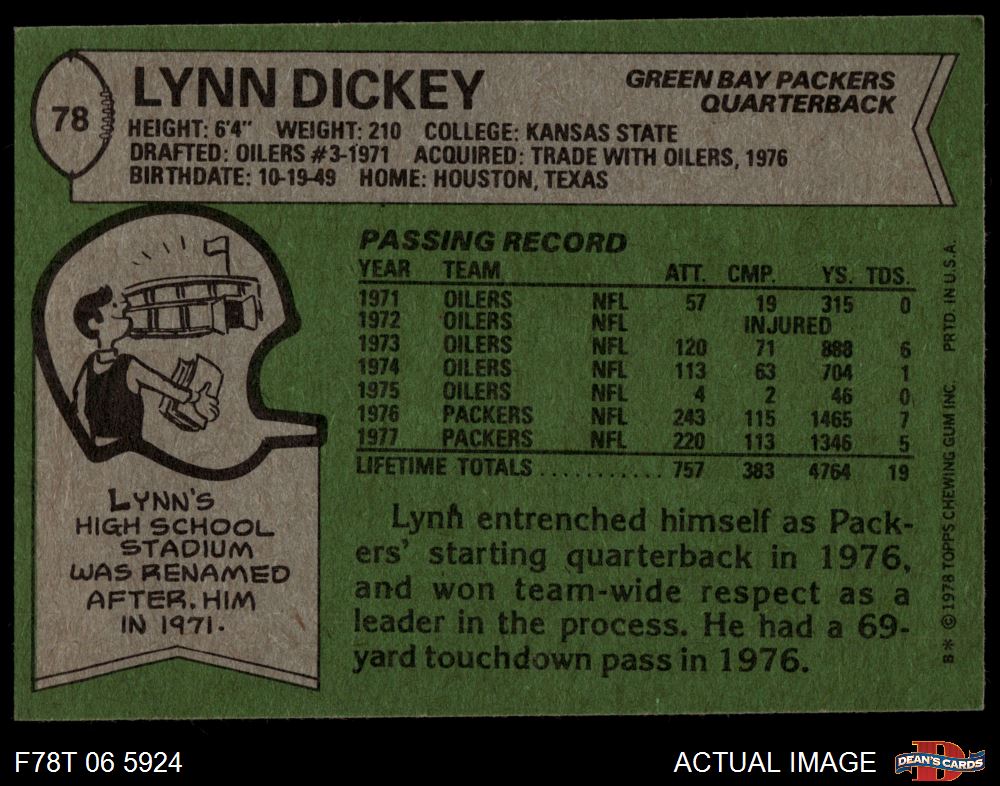 78
LYNN DICKEY
GREEN BAY PACKERS
QUARTERBACK
HEIGHT: 6'4" WEIGHT: 210 COLLEGE: KANSAS STATE
DRAFTED: OILERS #3-1971 ACQUIRED: TRADE WITH OILERS, 1976
BIRTHDATE: 10-19-49 HOME: HOUSTON, TEXAS
PASSING RECORD
YEAR TEAM ATT. CMP. YS. TDS.
1971 OILERS NFL 57 19 315 0
1972 OILERS NFL INJURED
1973 OILERS NFL 120 71 888 6
1974 OILERS NFL 113 63 704 1
1975 OILERS NFL 4 2 46 0
1976 PACKERS NFL 243 115 1465 7
1977 PACKERS NFL 220 113 1346 5
LIFETIME TOTALS ............ 757 383 4764 19
LYNN'S
HIGH SCHOOL
STADIUM
WAS RENAMED
AFTER. HIM
IN 1971.
Lynn entrenched himself as Pack-
ers' starting quarterback in 1976,
and won team-wide respect as a
leader in the process. He had a 69-
yard touchdown pass in 1976.
B* © 1978 TOPPS CHEWING GUM INC. PRTD. IN U.S.A.
F78T 06 5924
ACTUAL IMAGE
D
DEAN'S CARDS